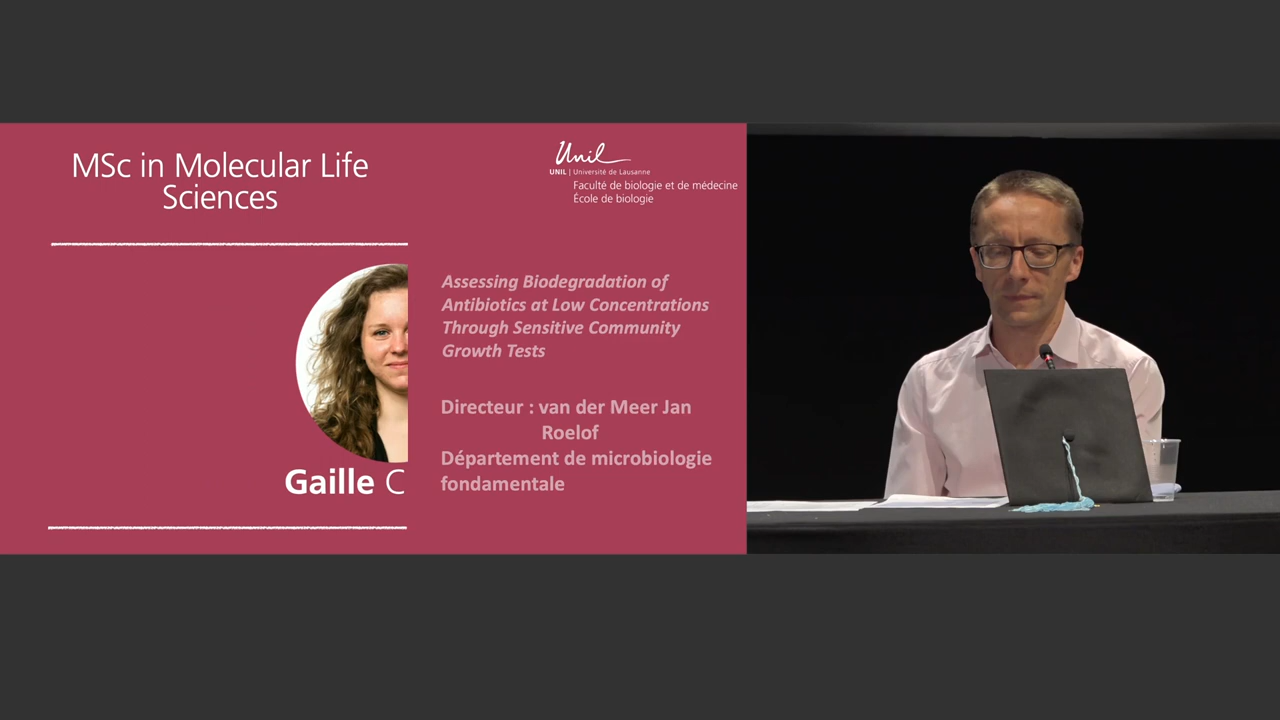 MSc in Molecular Life
Sciences
Unil
UNIL | Université de Lausanne
Faculté de biologie et de médecine
École de biologie
Assessing Biodegradation of
Antibiotics at Low Concentrations
Through Sensitive Community
Growth Tests
Directeur : van der Meer Jan
Roelof
Département de microbiologie
fondamentale
Gaille C